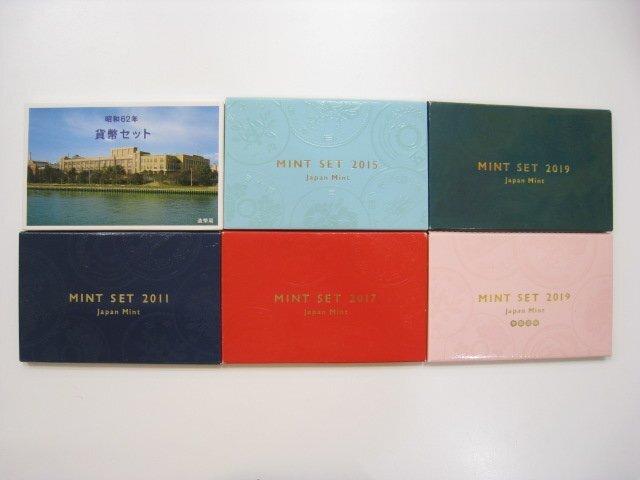 昭和62年
貨幣セット
造幣局
MINT SET 2015
Japan Mint
MINT SET 2019
Japan Mint
MINT SET 2011
Japan Mint
MINT SET 2017
Japan Mint
MINT SET 2019
Japan Mint